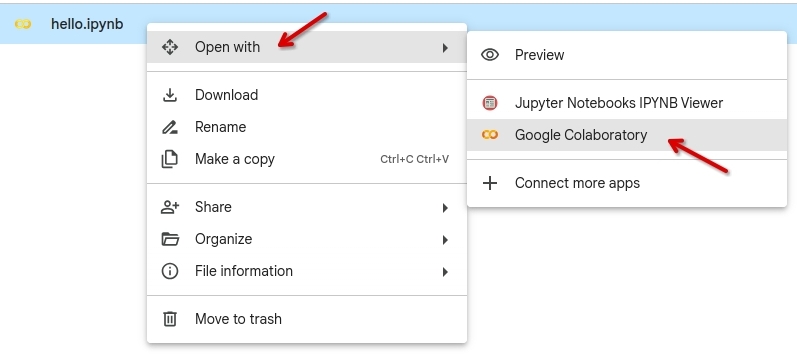 hello.ipynb
Open with
Download
Rename
Make a copy Ctrl+C Ctrl+V
Share
Organize
File information
Move to trash
Preview
Jupyter Notebooks IPYNB Viewer
Google Colaboratory
Connect more apps